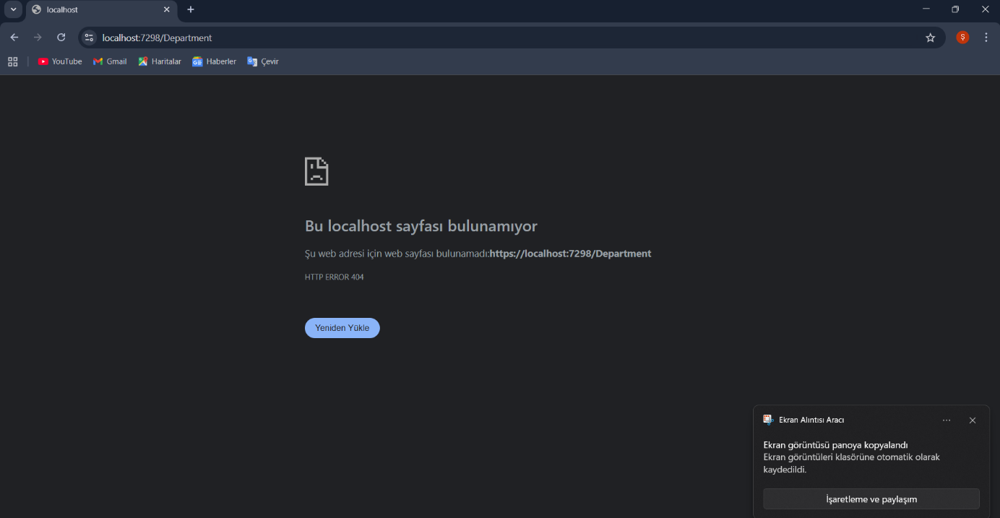 localhost
localhost:7298/Department
Ş
YouTube
Gmail
Haritalar
Haberler
Çevir
Bu localhost sayfası bulunamıyor
Şu web adresi için web sayfası bulunamadı:https://localhost:7298/Department
HTTP ERROR 404
Yeniden Yükle
Ekran Alıntısı Aracı
Ekran görüntüsü panoya kopyalandı
Ekran görüntüleri klasörüne otomatik olarak
kaydedildi.
İşaretleme ve paylaşım